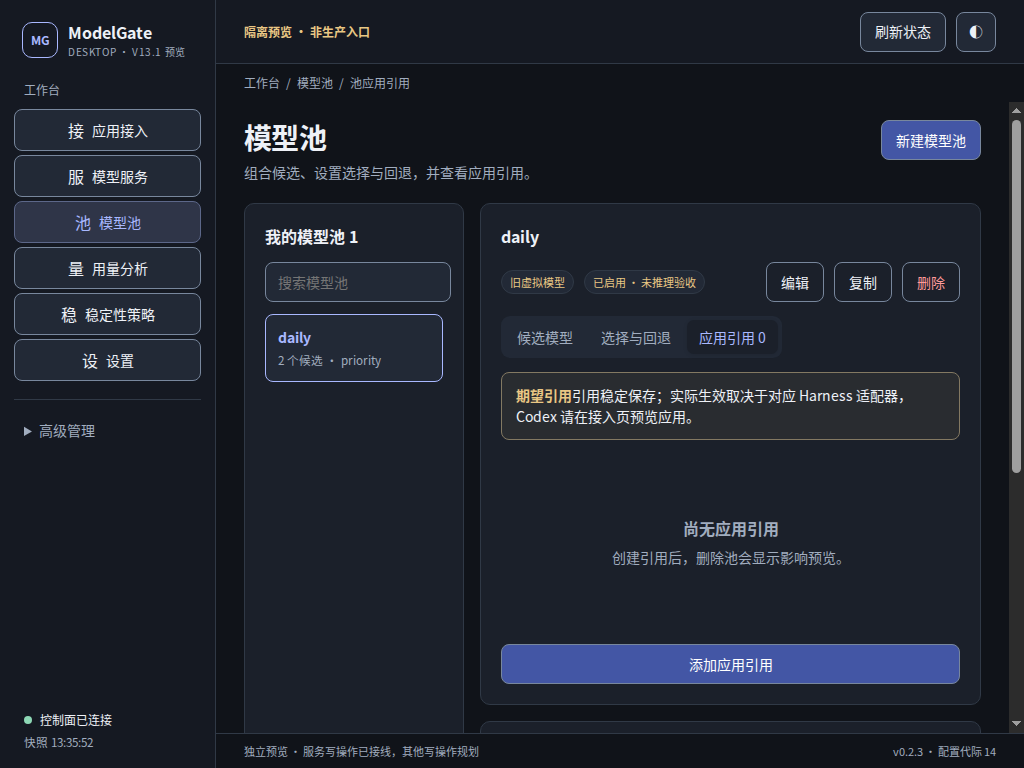 MG
ModelGate
DESKTOP · V13.1 预览
工作台
接 应用接入
服 模型服务
池 模型池
量 用量分析
稳 稳定性策略
设 设置
高级管理
控制面已连接
快照 13:35:52
隔离预览 · 非生产入口
刷新状态
工作台 / 模型池 / 池应用引用
模型池
组合候选、设置选择与回退，并查看应用引用。
新建模型池
我的模型池 1
搜索模型池
daily
2 个候选 · priority
daily
旧虚拟模型
已启用 · 未推理验收
编辑
复制
删除
候选模型
选择与回退
应用引用 0
期望引用引用稳定保存；实际生效取决于对应 Harness 适配器，
Codex 请在接入页预览应用。
尚无应用引用
创建引用后，删除池会显示影响预览。
添加应用引用
独立预览 · 服务写操作已接线，其他写操作规划
v0.2.3 · 配置代际 14